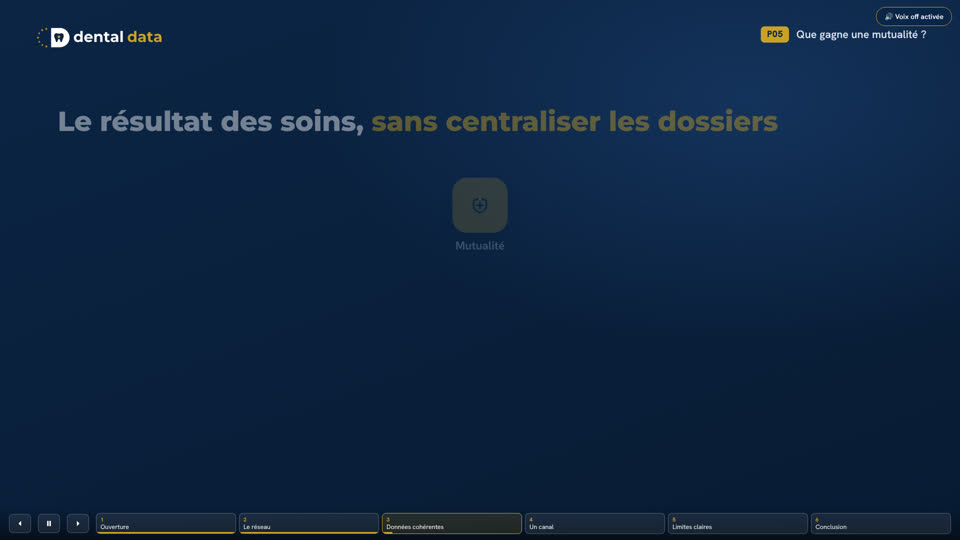 🔊 Voix off activée
dental data
P05 Que gagne une mutualité ?
Le résultat des soins, sans centraliser les dossiers
Mutualité
1
Ouverture
2
Le réseau
3
Données cohérentes
4
Un canal
5
Limites claires
6
Conclusion